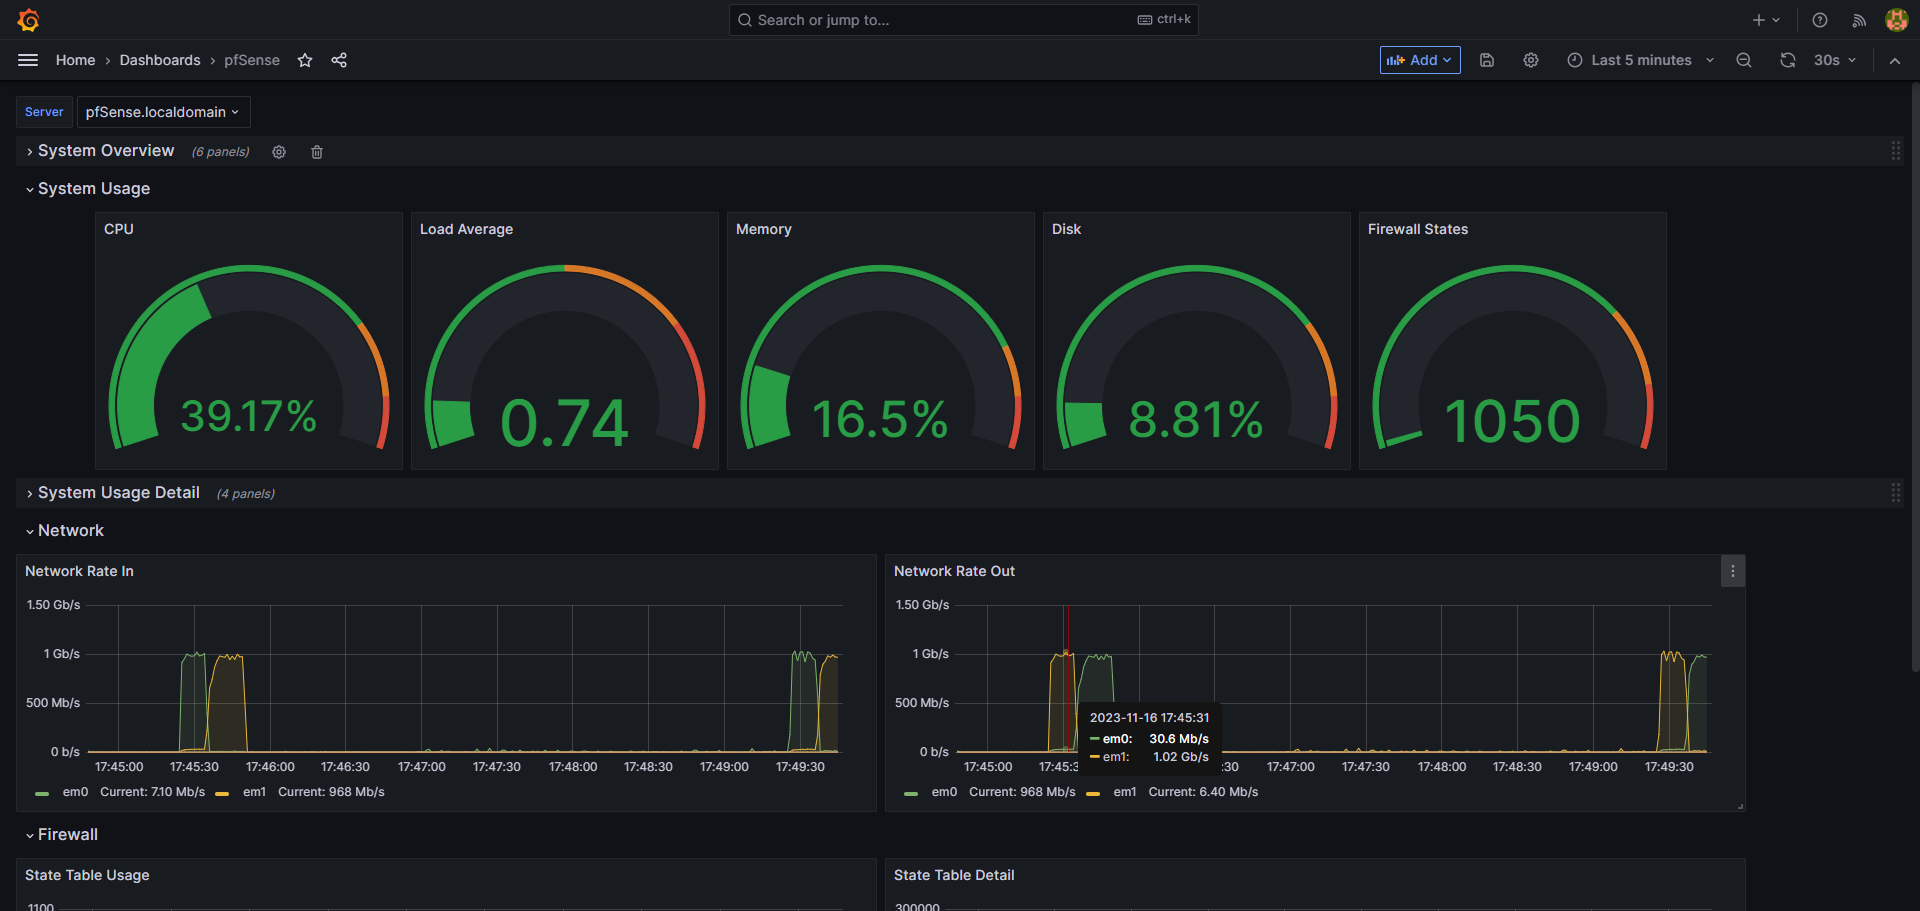 Search or jump to... ctrl+k
Home › Dashboards › pfSense
Add
Last 5 minutes
30s
Server pfSense.localdomain
System Overview (6 panels)
System Usage
CPU
39.17%
Load Average
0.74
Memory
16.5%
Disk
8.81%
Firewall States
1050
System Usage Detail (4 panels)
Network
Network Rate In
1.50 Gb/s
1 Gb/s
500 Mb/s
0 b/s
17:45:00 17:45:30 17:46:00 17:46:30 17:47:00 17:47:30 17:48:00 17:48:30 17:49:00 17:49:30
em0 Current: 7.10 Mb/s em1 Current: 968 Mb/s
Network Rate Out
1.50 Gb/s
1 Gb/s
500 Mb/s
0 b/s
2023-11-16 17:45:31
em0: 30.6 Mb/s
em1: 1.02 Gb/s
17:45:00 17:45:3 :30 17:47:00 17:47:30 17:48:00 17:48:30 17:49:00 17:49:30
em0 Current: 968 Mb/s em1 Current: 6.40 Mb/s
Firewall
State Table Usage
1100
State Table Detail
300000